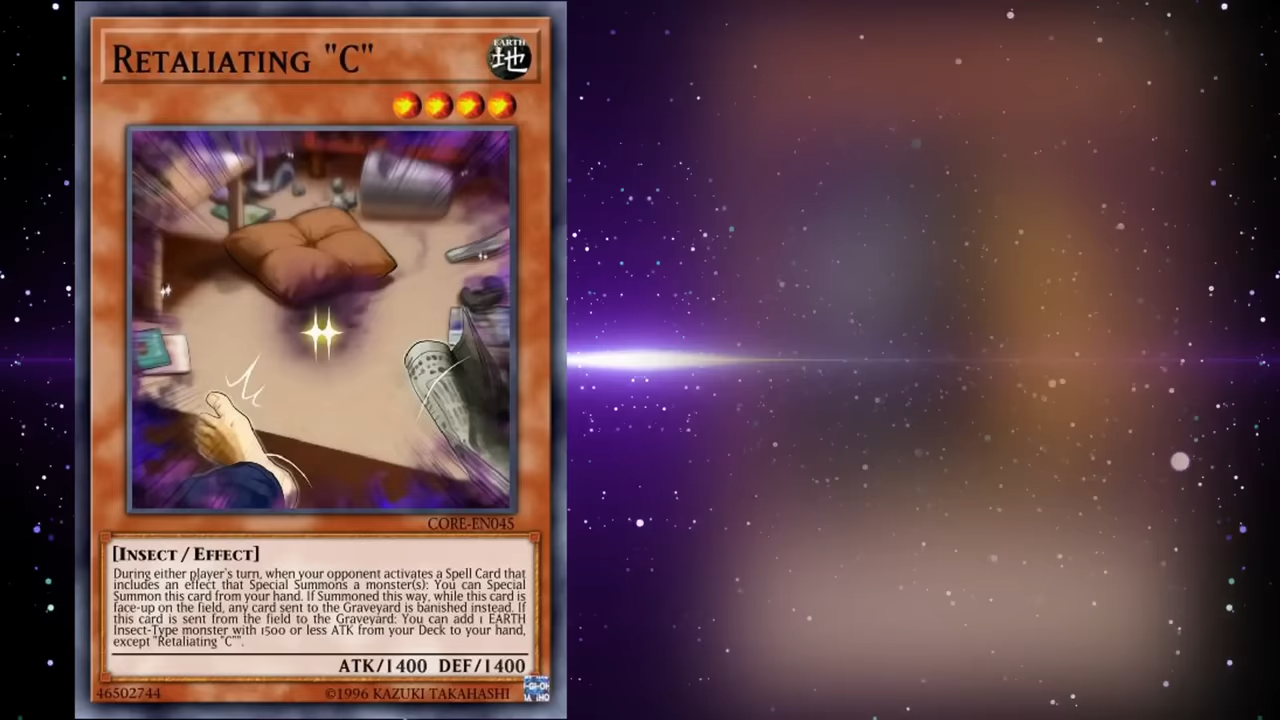 RETALIATING "C"
EARTH
地
CORE-EN045
[INSECT / EFFECT]
During either player's turn, when your opponent activates a Spell Card that
includes an effect that Special Summons a monster(s): You can Special
Summon this card from your hand. If Summoned this way, while this card is
face-up on the field, any card sent to the Graveyard is banished instead. If
this card is sent from the field to the Graveyard: You can add 1 EARTH
Insect-Type monster with 1500 or less ATK from your Deck to your hand,
except "Retaliating "C"".
ATK/1400 DEF/1400
46502744 ©1996 KAZUKI TAKAHASHI